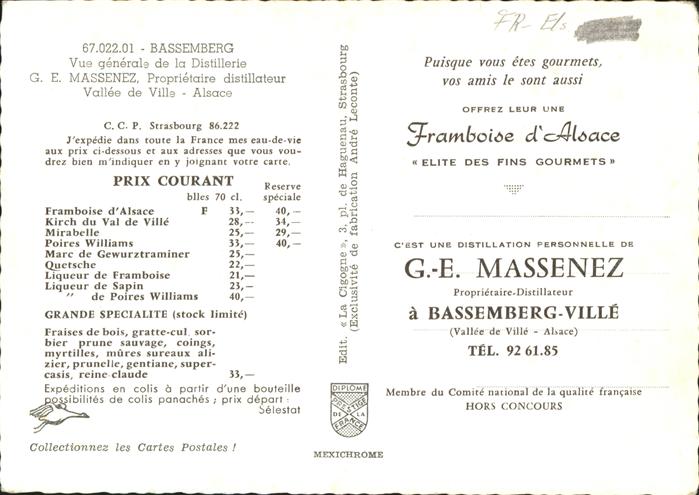 67.022.01 - BASSEMBERG
Vue générale de la Distillerie
G. E. MASSENEZ, Propriétaire distillateur
Vallée de Ville - Alsace
C. C. P. Strasbourg 86.222
J'expédie dans toute la France mes eau-de-vie
aux prix ci-dessous et aux adresses que vous vou-
drez bien m'indiquer en y joignant votre carte.
PRIX COURANT
blles 70 cl. Reserve spéciale
Framboise d'Alsace F 33,— 40,—
Kirch du Val de Villé 28,— 34,—
Mirabelle 25,— 29,—
Poires Williams 33,— 40,—
Marc de Gewurztraminer 25,—
Quetsche 22,—
Liqueur de Framboise 21,—
Liqueur de Sapin 23,—
" de Poires Williams 40,—
GRANDE SPECIALITE (stock limité)
Fraises de bois, gratte-cul, sor-
bier prune sauvage, coings,
myrtilles, mûres sureaux ali-
zier, prunelle, gentiane, super-
casis, reine-claude 33,—
Expéditions en colis à partir d'une bouteille
possibilités de colis panachés ; prix départ :
Sélestat
Collectionnez les Cartes Postales !
Edit. « La Cigogne », 3, pl. de Haguenau, Strasbourg
(Exclusivité de fabrication André Leconte)
DIPLÔME
PRESTIGE
DE LA
FRANCE
MEXICHROME
FR- Els
Puisque vous étes gourmets,
vos amis le sont aussi
OFFREZ LEUR UNE
Framboise d'Alsace
« ELITE DES FINS GOURMETS »
C'EST UNE DISTILLATION PERSONNELLE DE
G.-E. MASSENEZ
Propriétaire-Distillateur
à BASSEMBERG-VILLÉ
(Vallée de Villé - Alsace)
TÉL. 92 61.85
Membre du Comité national de la qualité française
HORS CONCOURS